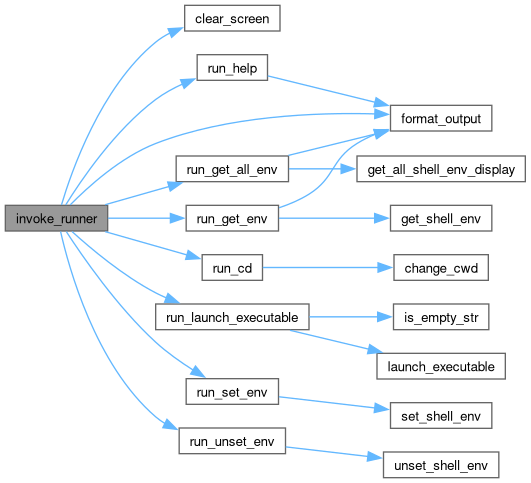 clear_screen
run_help
format_output
run_get_all_env
get_all_shell_env_display
invoke_runner
run_get_env
get_shell_env
run_cd
change_cwd
run_launch_executable
is_empty_str
launch_executable
run_set_env
set_shell_env
run_unset_env
unset_shell_env